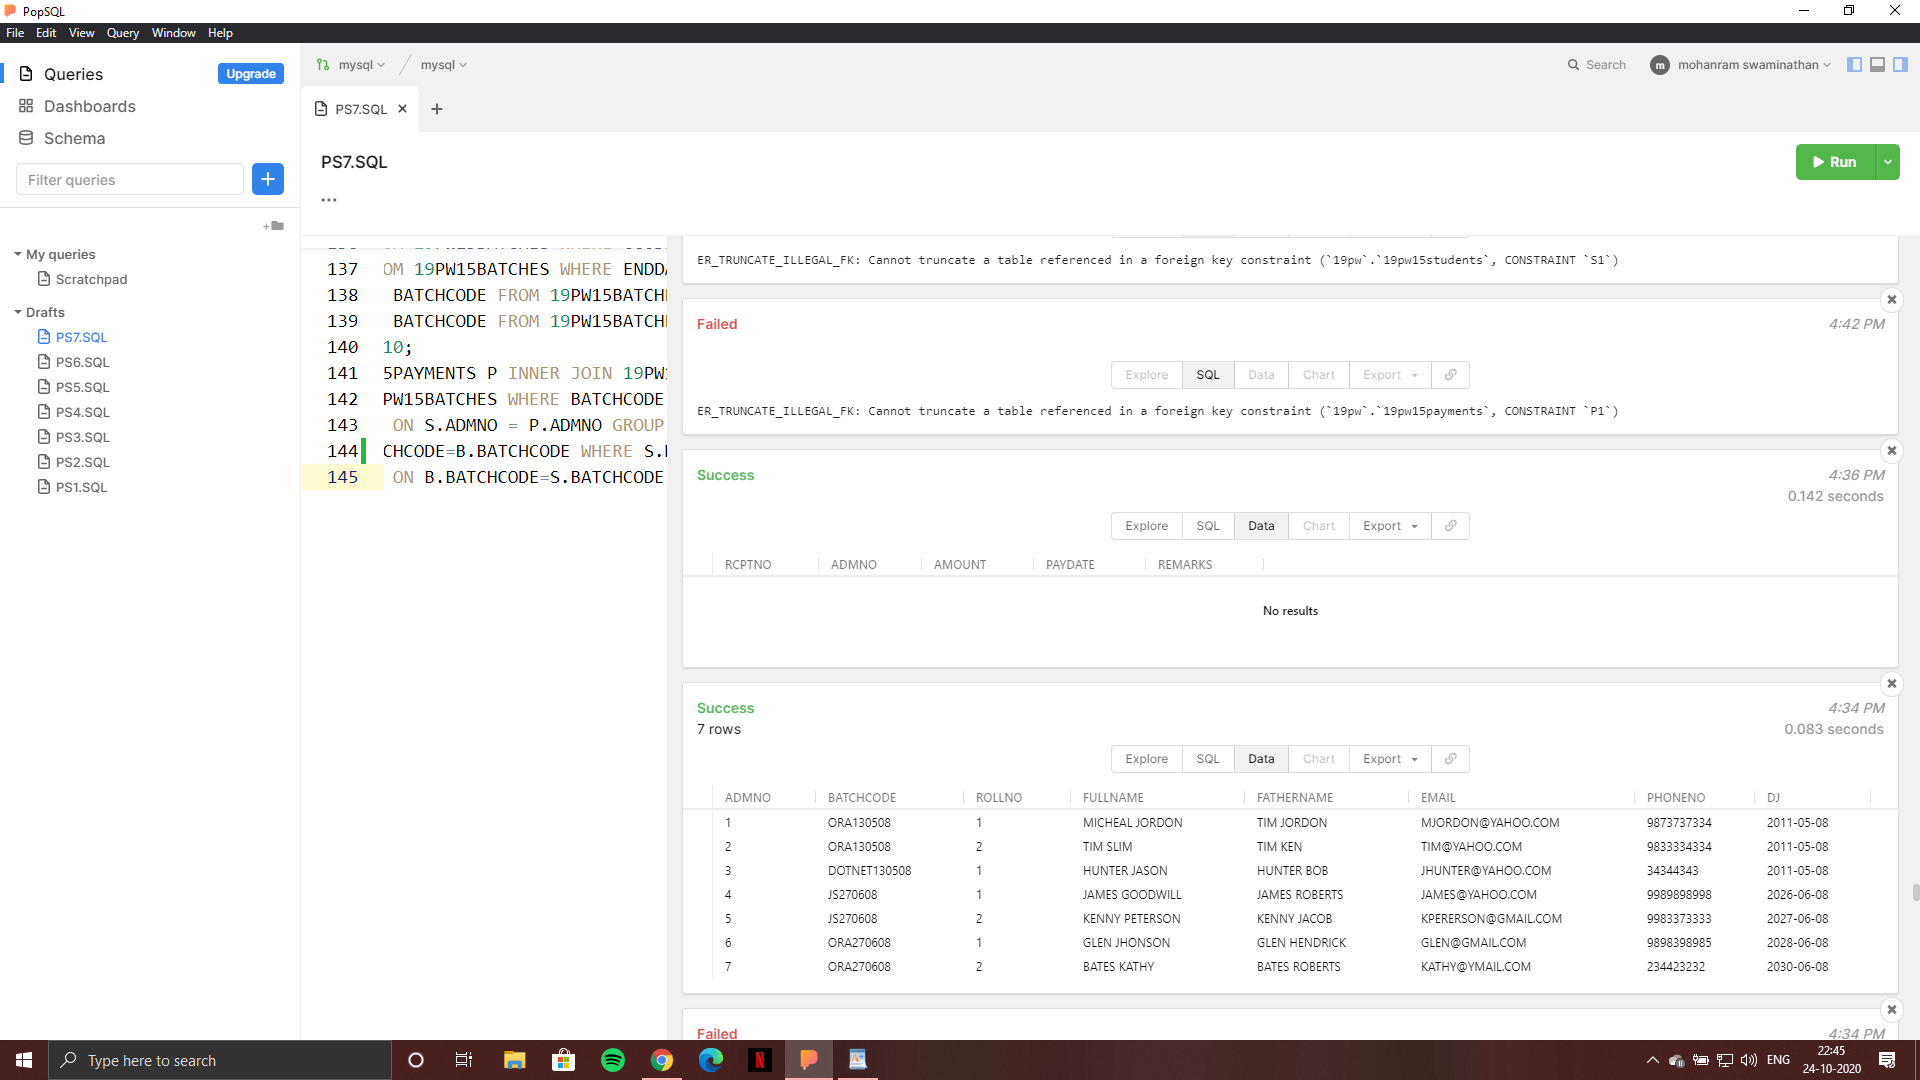 PopSQL
File Edit View Query Window Help
Queries
Upgrade
Dashboards
Schema
Filter queries
My queries
Scratchpad
Drafts
PS7.SQL
PS6.SQL
PS5.SQL
PS4.SQL
PS3.SQL
PS2.SQL
PS1.SQL
mysql
mysql
Search
m
mohanram swaminathan
PS7.SQL
PS7.SQL
Run
...
137 OM 19PW15BATCHES WHERE ENDDA
138 BATCHCODE FROM 19PW15BATCH
139 BATCHCODE FROM 19PW15BATCH
140 10;
141 5PAYMENTS P INNER JOIN 19PW
142 PW15BATCHES WHERE BATCHCODE
143 ON S.ADMNO = P.ADMNO GROUP
144 CHCODE=B.BATCHCODE WHERE S.
145 ON B.BATCHCODE=S.BATCHCODE
ER_TRUNCATE_ILLEGAL_FK: Cannot truncate a table referenced in a foreign key constraint (`19pw`.`19pw15students`, CONSTRAINT `S1`)
Failed
4:42 PM
Explore SQL Data Chart Export
ER_TRUNCATE_ILLEGAL_FK: Cannot truncate a table referenced in a foreign key constraint (`19pw`.`19pw15payments`, CONSTRAINT `P1`)
Success
4:36 PM
0.142 seconds
Explore SQL Data Chart Export
RCPTNO ADMNO AMOUNT PAYDATE REMARKS
No results
Success
4:34 PM
7 rows
0.083 seconds
Explore SQL Data Chart Export
ADMNO BATCHCODE ROLLNO FULLNAME FATHERNAME EMAIL PHONENO DJ
1 ORA130508 1 MICHEAL JORDON TIM JORDON MJORDON@YAHOO.COM 9873737334 2011-05-08
2 ORA130508 2 TIM SLIM TIM KEN TIM@YAHOO.COM 9833334334 2011-05-08
3 DOTNET130508 1 HUNTER JASON HUNTER BOB JHUNTER@YAHOO.COM 34344343 2011-05-08
4 JS270608 1 JAMES GOODWILL JAMES ROBERTS JAMES@YAHOO.COM 9989898998 2026-06-08
5 JS270608 2 KENNY PETERSON KENNY JACOB KPERERSON@GMAIL.COM 9983373333 2027-06-08
6 ORA270608 1 GLEN JHONSON GLEN HENDRICK GLEN@GMAIL.COM 9898398985 2028-06-08
7 ORA270608 2 BATES KATHY BATES ROBERTS KATHY@YMAIL.COM 234423232 2030-06-08
Failed
4:34 PM
Type here to search
ENG
22:45
24-10-2020